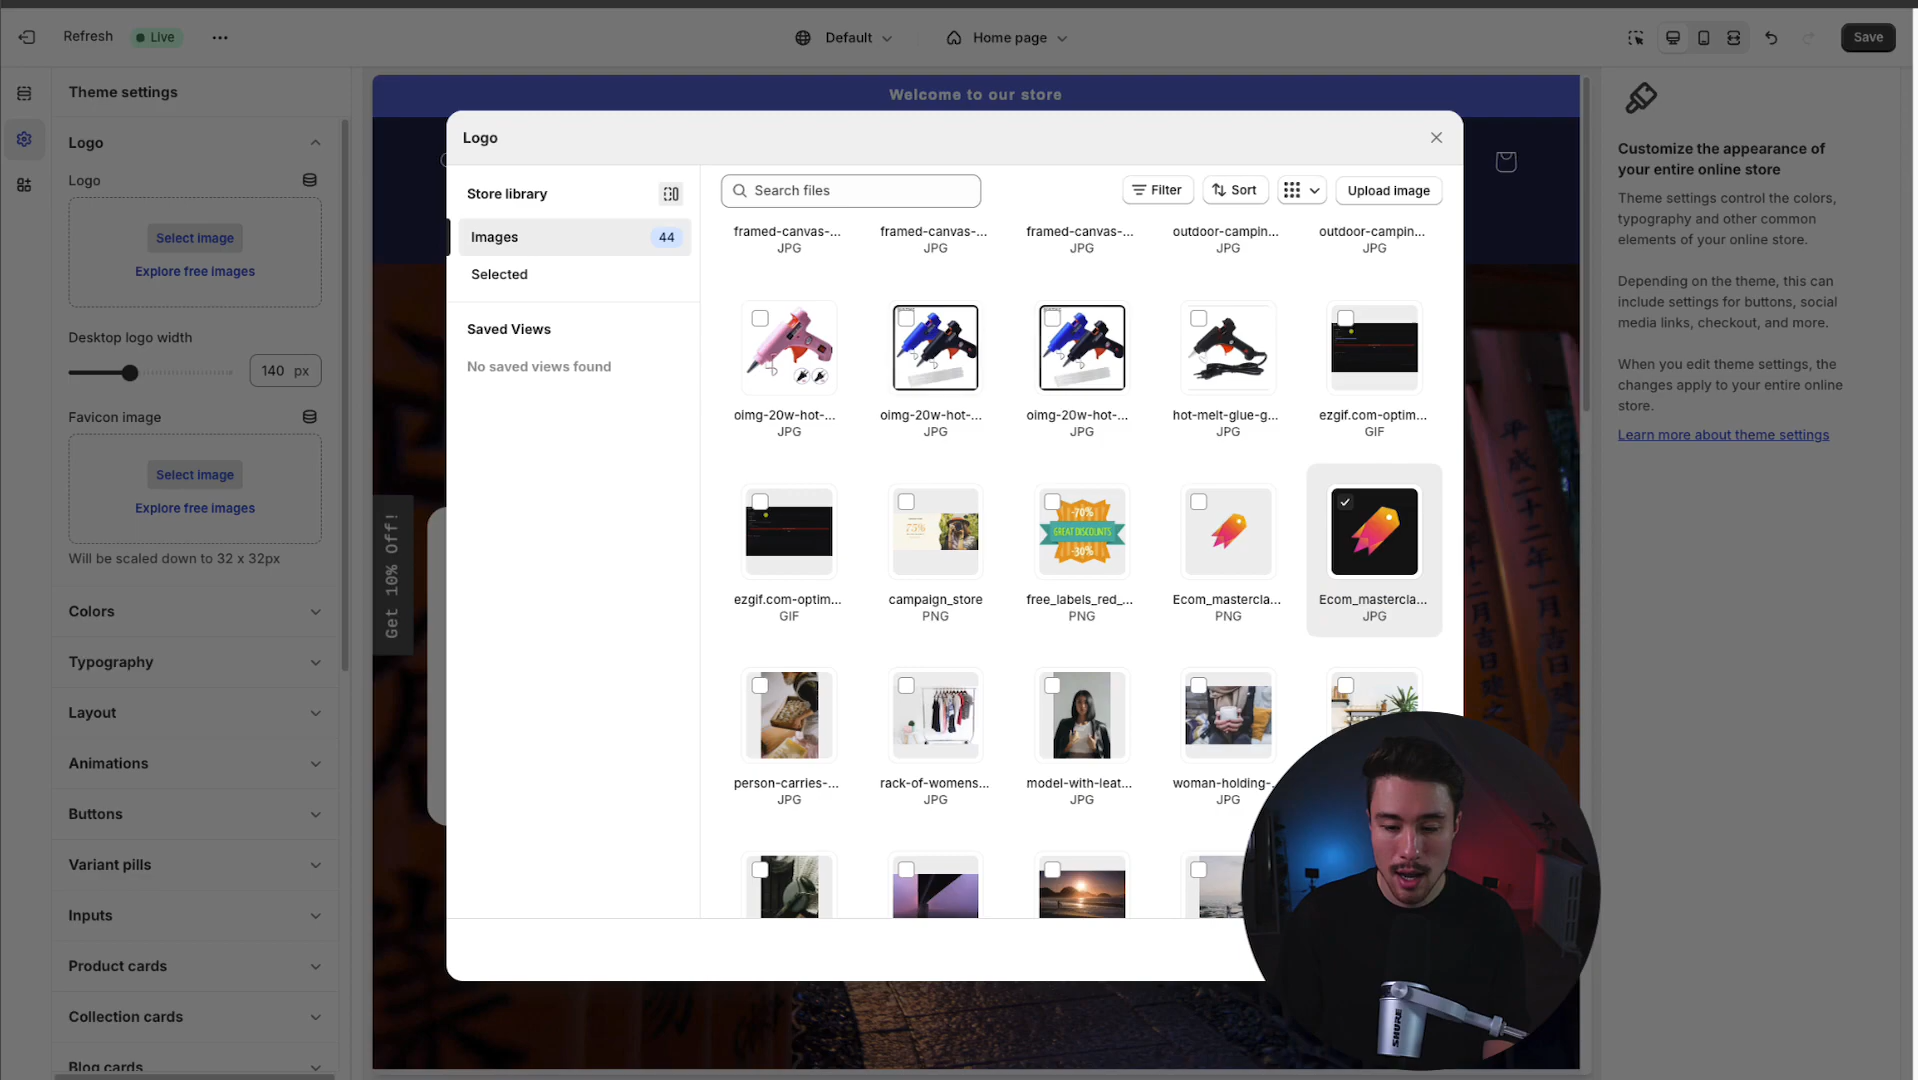 Refresh
Live
Default
Home page
Save
Theme settings
Logo
Logo
Select image
Explore free images
Desktop logo width
140 px
Favicon image
Select image
Explore free images
Will be scaled down to 32 x 32px
Colors
Typography
Layout
Animations
Buttons
Variant pills
Inputs
Product cards
Collection cards
Blog cards
Welcome to our store
Get 10% Off!
Logo
Store library
Images 44
Selected
Saved Views
No saved views found
Search files
Filter
Sort
Upload image
framed-canvas-... framed-canvas-... framed-canvas-... outdoor-campin... outdoor-campin...
JPG JPG JPG JPG JPG
oimg-20w-hot-... oimg-20w-hot-... oimg-20w-hot-... hot-melt-glue-g... ezgif.com-optim...
JPG JPG JPG JPG GIF
-70%
GREAT DISCOUNTS
-30%
ezgif.com-optim... campaign_store free_labels_red_... Ecom_mastercla... Ecom_mastercla...
GIF PNG PNG PNG JPG
person-carries-... rack-of-womens... model-with-leat... woman-holding-
JPG JPG JPG JPG
Customize the appearance of
your entire online store
Theme settings control the colors,
typography and other common
elements of your online store.
Depending on the theme, this can
include settings for buttons, social
media links, checkout, and more.
When you edit theme settings, the
changes apply to your entire online
store.
Learn more about theme settings
SHURE